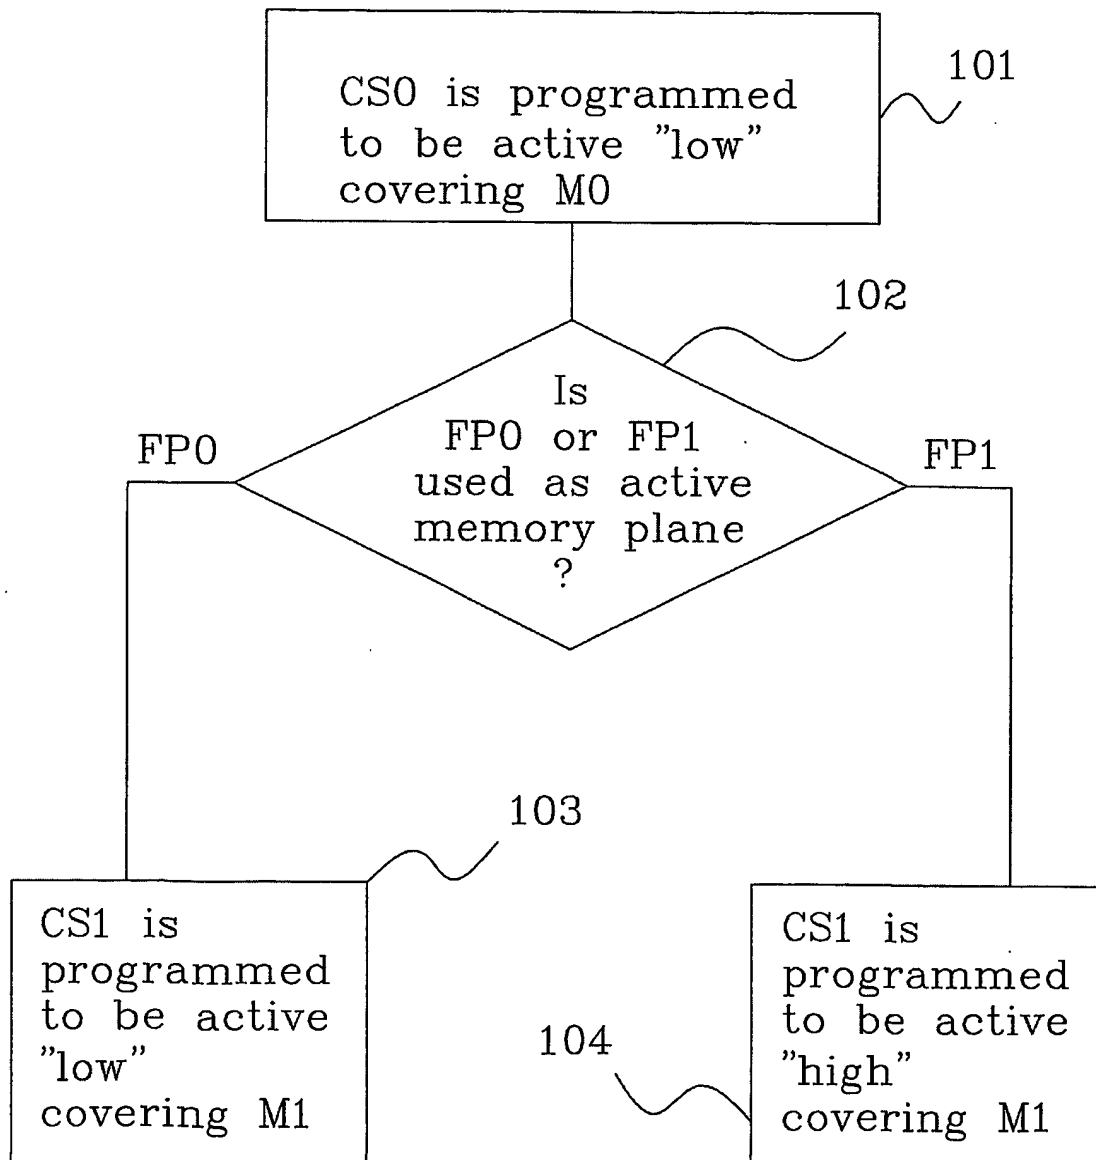 101
CS0 is programmed
to be active "low"
covering M0
102
Is
FP0 or FP1
used as active
memory plane
?
FP0
FP1
103
CS1 is
programmed
to be active
"low"
covering M1
104
CS1 is
programmed
to be active
"high"
covering M1